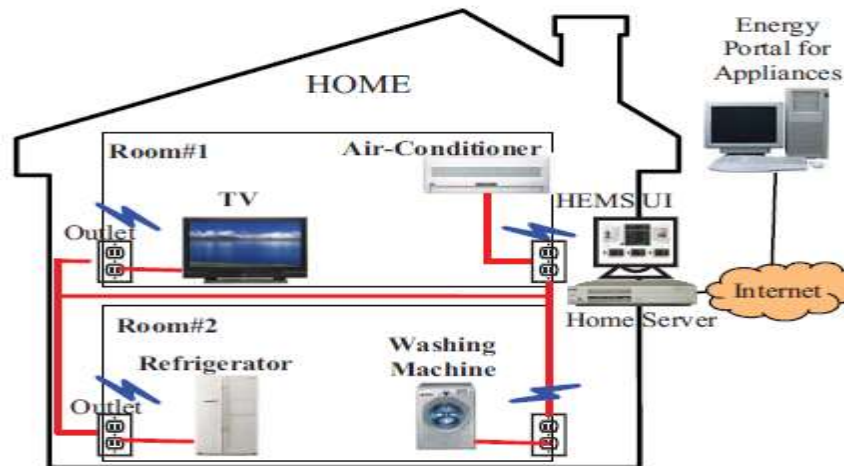 Energy
Portal for
Appliances
HOME
Room#1
Air-Conditioner
TV
HEMS UI
Outlet
Internet
Home Server
Room#2
Washing
Machine
Refrigerator
Outlet